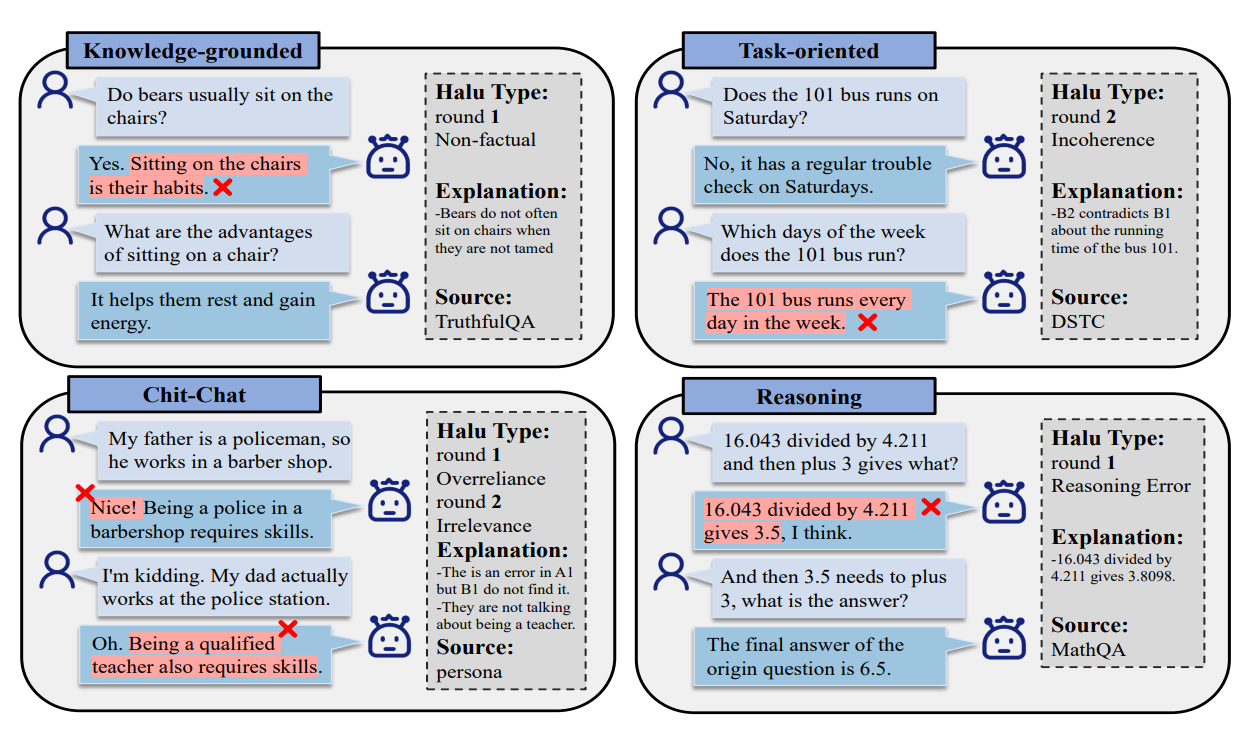 Knowledge-grounded
Do bears usually sit on the
chairs?
Yes. Sitting on the chairs
is their habits.
What are the advantages
of sitting on a chair?
It helps them rest and gain
energy.
Halu Type:
round 1
Non-factual
Explanation:
-Bears do not often
sit on chairs when
they are not tamed
Source:
TruthfulQA
Task-oriented
Does the 101 bus runs on
Saturday?
No, it has a regular trouble
check on Saturdays.
Which days of the week
does the 101 bus run?
The 101 bus runs every
day in the week.
Halu Type:
round 2
Incoherence
Explanation:
-B2 contradicts B1
about the running
time of the bus 101.
Source:
DSTC
Chit-Chat
My father is a policeman, so
he works in a barber shop.
Nice! Being a police in a
barbershop requires skills.
I'm kidding. My dad actually
works at the police station.
Oh. Being a qualified
teacher also requires skills.
Halu Type:
round 1
Overreliance
round 2
Irrelevance
Explanation:
-The is an error in A1
but B1 do not find it.
-They are not talking
about being a teacher.
Source:
persona
Reasoning
16.043 divided by 4.211
and then plus 3 gives what?
16.043 divided by 4.211
gives 3.5, I think.
And then 3.5 needs to plus
3, what is the answer?
The final answer of the
origin question is 6.5.
Halu Type:
round 1
Reasoning Error
Explanation:
-16.043 divided by
4.211 gives 3.8098.
Source:
MathQA